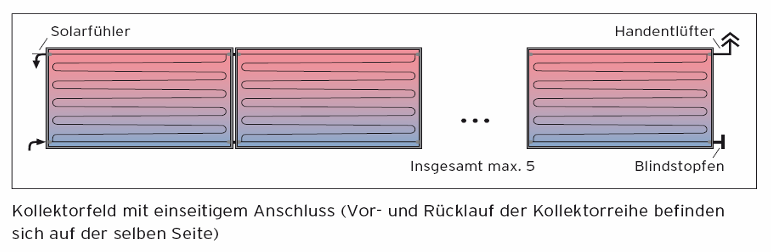 Solarfühler
Handentlüfter
...
Insgesamt max. 5
Blindstopfen
Kollektorfeld mit einseitigem Anschluss (Vor- und Rücklauf der Kollektorreihe befinden
sich auf der selben Seite)